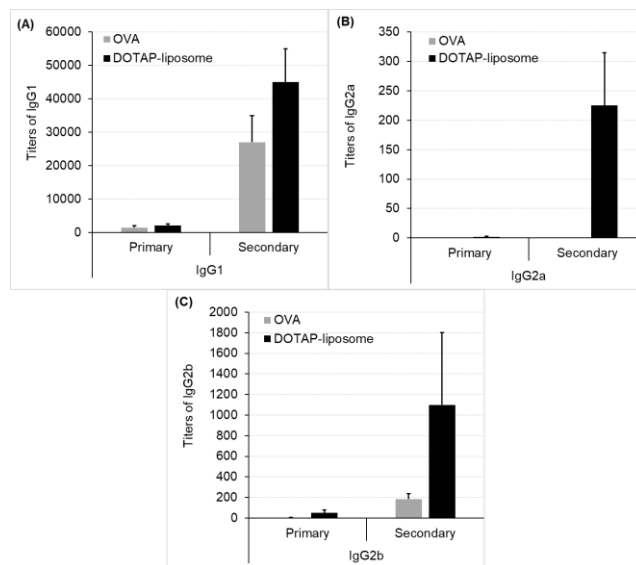 (A)
OVA
DOTAP-liposome
Titers of IgG1
60000
50000
40000
30000
20000
10000
0
Primary
Secondary
IgG1
(B)
OVA
DOTAP-liposome
Titers of IgG2a
350
300
250
200
150
100
50
0
Primary
Secondary
IgG2a
(C)
OVA
DOTAP-liposome
Titers of IgG2b
2000
1800
1600
1400
1200
1000
800
600
400
200
0
Primary
Secondary
IgG2b